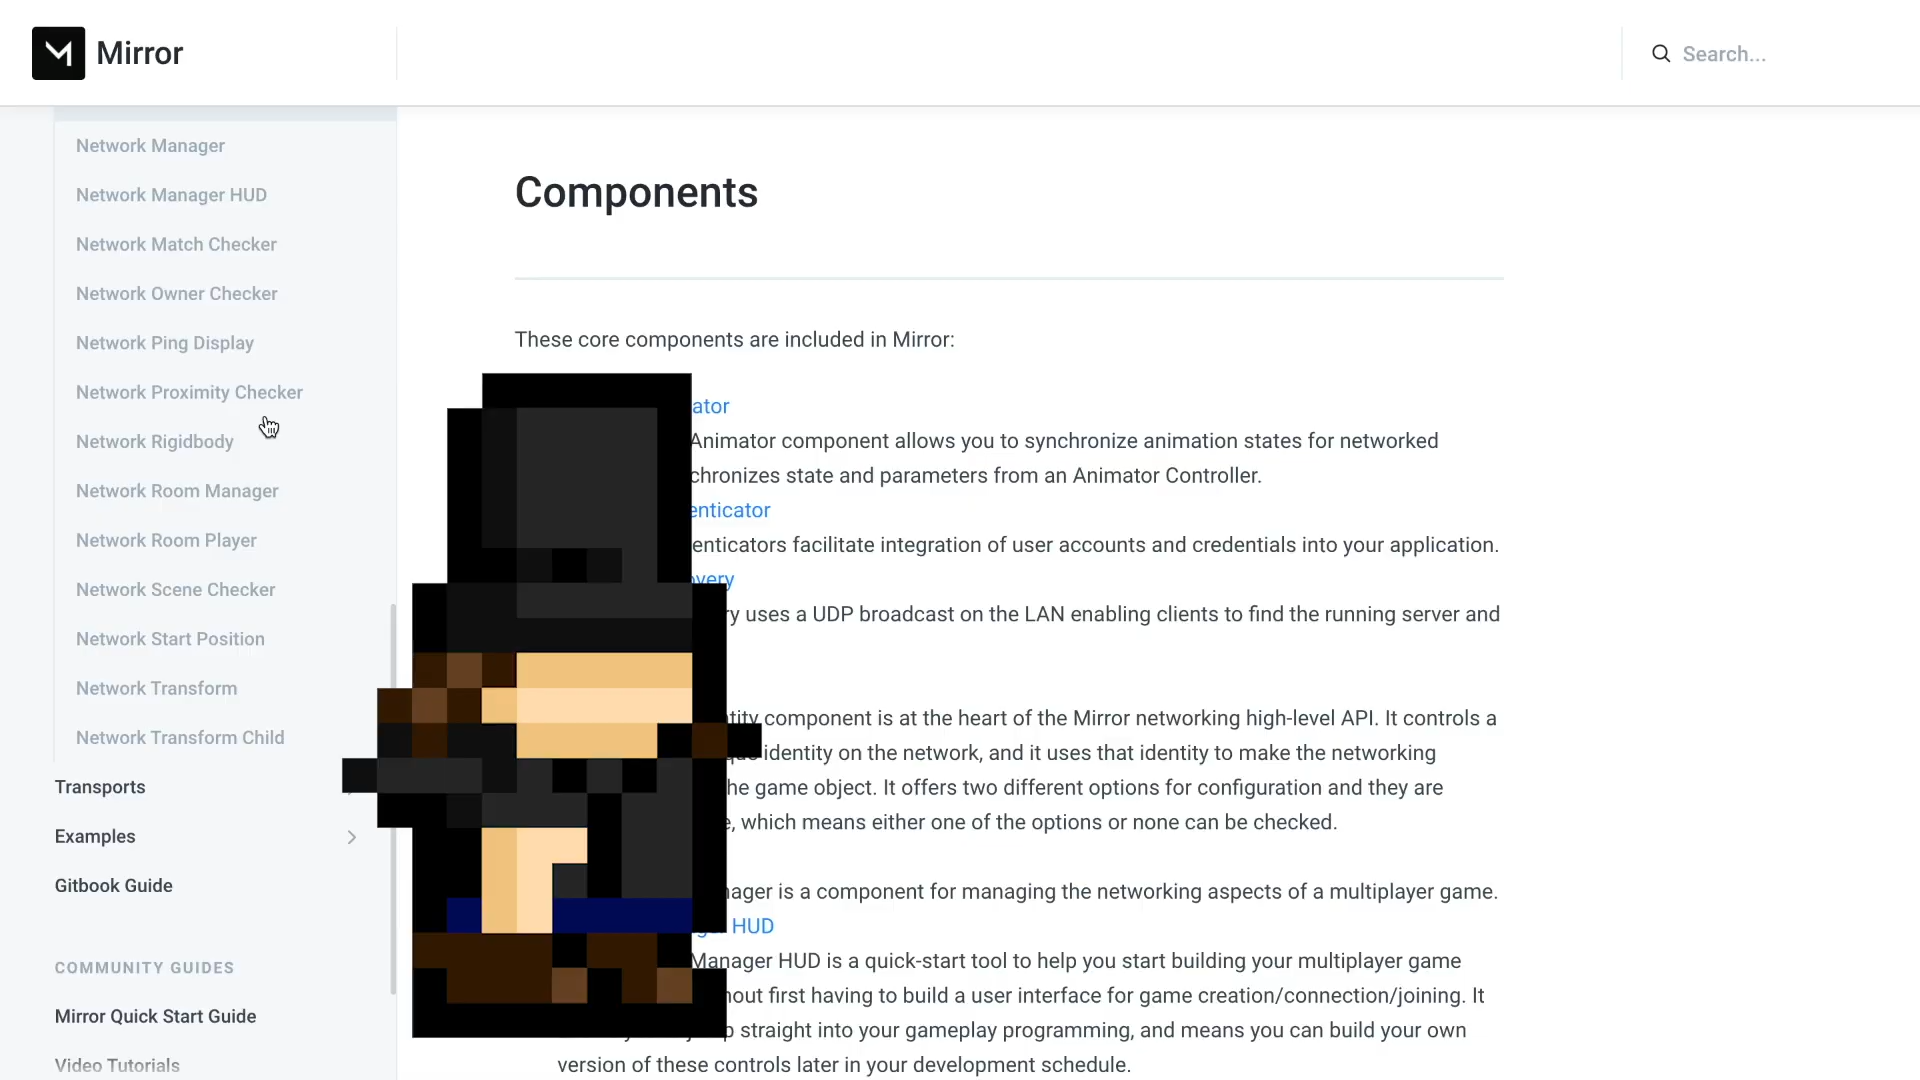 Mirror
Search...
Network Manager
Network Manager HUD
Network Match Checker
Network Owner Checker
Network Ping Display
Network Proximity Checker
Network Rigidbody
Network Room Manager
Network Room Player
Network Scene Checker
Network Start Position
Network Transform
Network Transform Child
Transports
Examples
Gitbook Guide
COMMUNITY GUIDES
Mirror Quick Start Guide
Video Tutorials
Components
These core components are included in Mirror:
ator
Animator component allows you to synchronize animation states for networked
chronizes state and parameters from an Animator Controller.
enticator
enticators facilitate integration of user accounts and credentials into your application.
overy
ry uses a UDP broadcast on the LAN enabling clients to find the running server and
tity component is at the heart of the Mirror networking high-level API. It controls a
identity on the network, and it uses that identity to make the networking
he game object. It offers two different options for configuration and they are
e, which means either one of the options or none can be checked.
nager is a component for managing the networking aspects of a multiplayer game.
HUD
Manager HUD is a quick-start tool to help you start building your multiplayer game
out first having to build a user interface for game creation/connection/joining. It
p straight into your gameplay programming, and means you can build your own
version of these controls later in your development schedule.